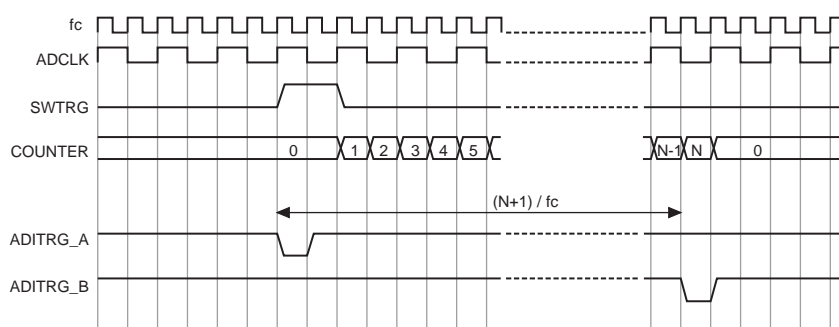 fc
ADCLK
SWTRG
COUNTER 0 1 2 3 4 5 N-1 N 0
(N+1) / fc
ADITRG_A
ADITRG_B